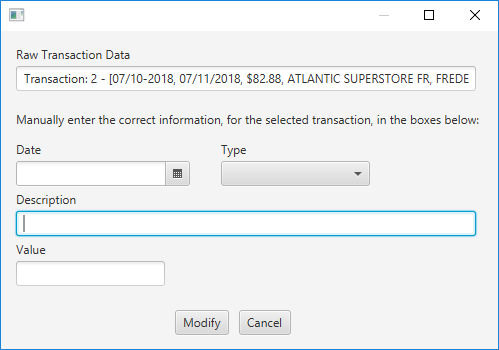 Raw Transaction Data
Transaction: 2 - [07/10-2018, 07/11/2018, $82.88, ATLANTIC SUPERSTORE FR, FREDE
Manually enter the correct information, for the selected transaction, in the boxes below:
Date Type
Description
Value
Modify Cancel